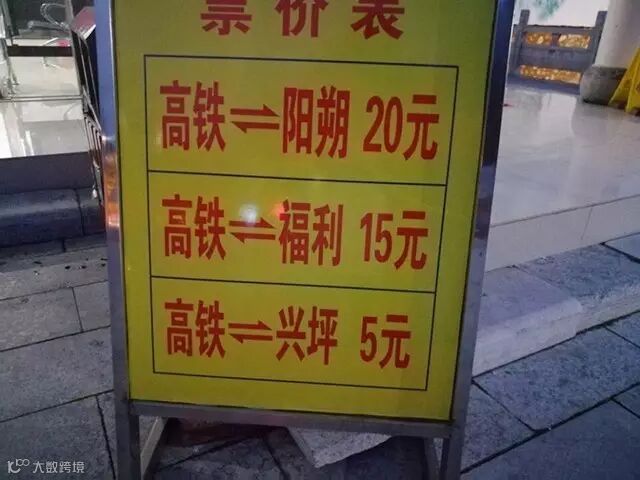 票价表
高铁⇌阳朔 20元
高铁⇌福利 15元
高铁⇌兴坪 5元
大数跨境